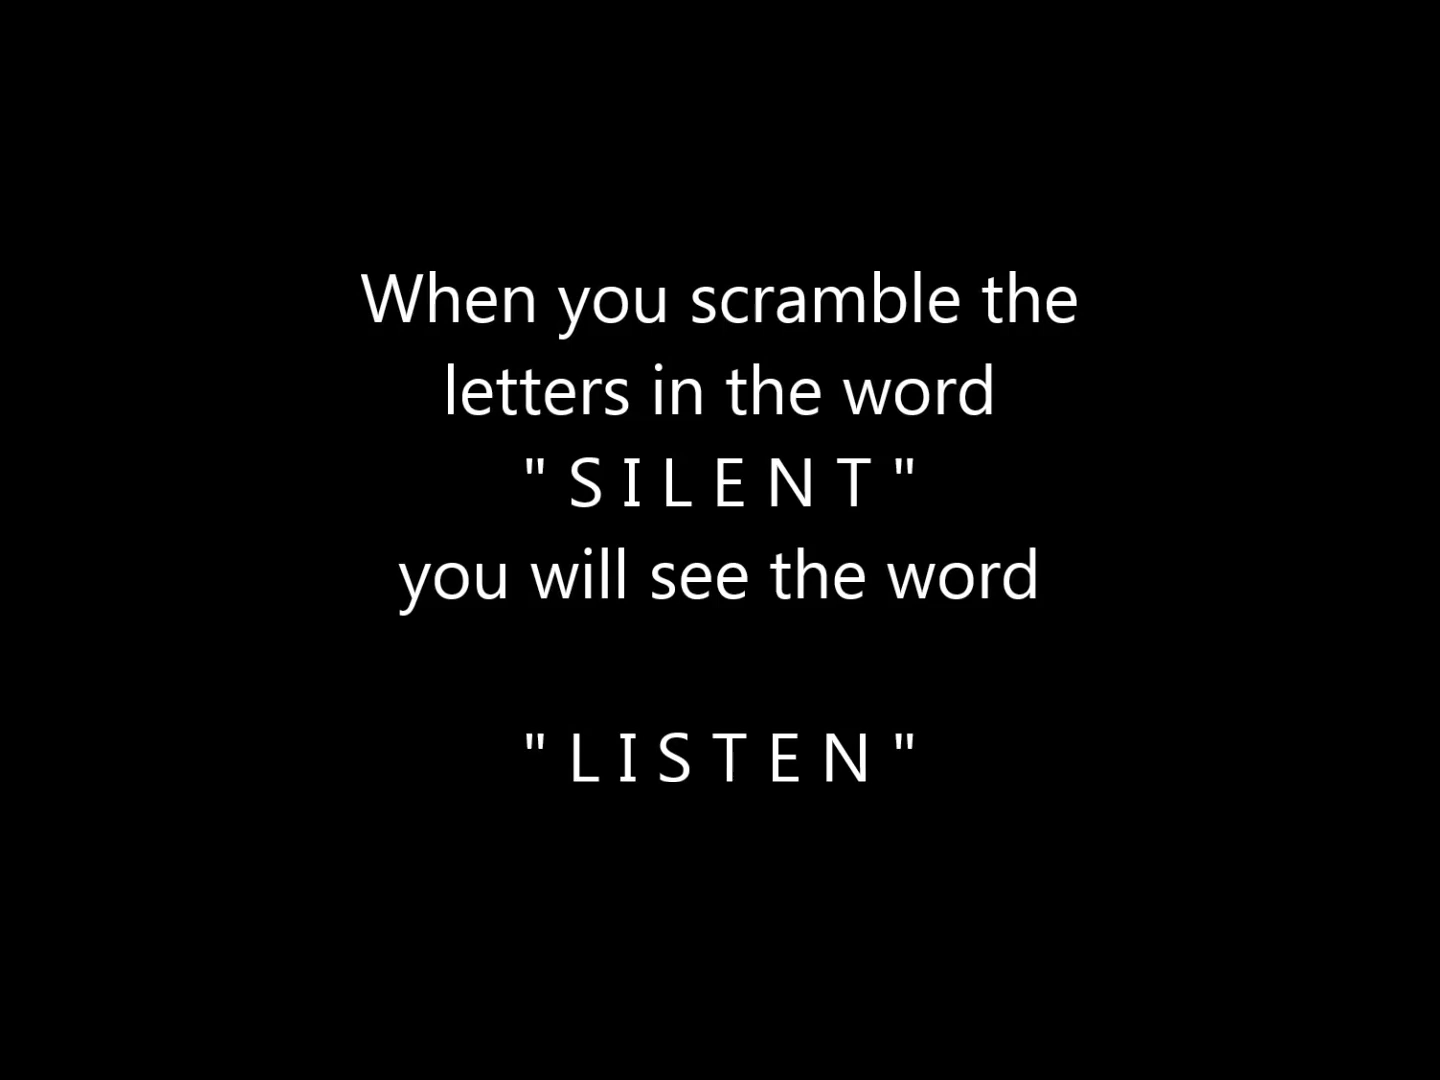 When you scramble the
letters in the word
" S I L E N T "
you will see the word
" L I S T E N "